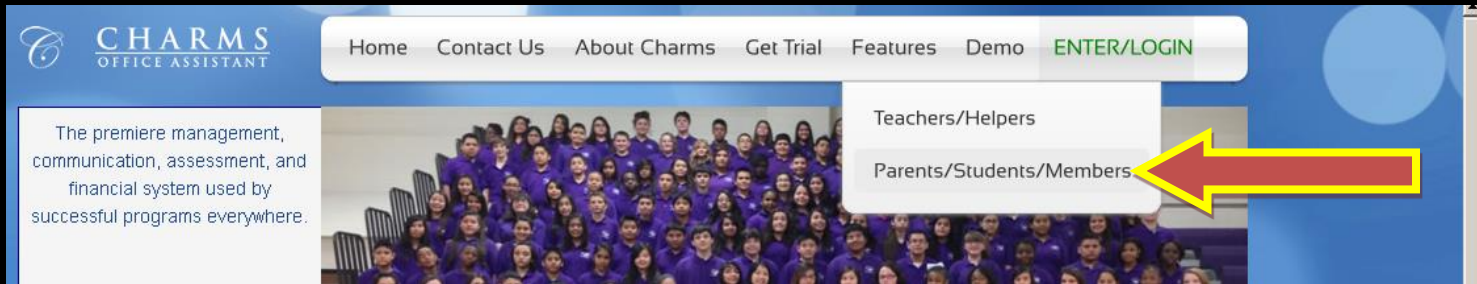 CHARMS
OFFICE ASSISTANT
Home Contact Us About Charms Get Trial Features Demo ENTER/LOGIN
Teachers/Helpers
Parents/Students/Members
The premiere management,
communication, assessment, and
financial system used by
successful programs everywhere.